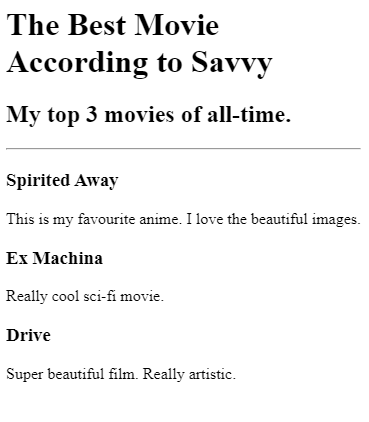 The Best Movie
According to Savvy
My top 3 movies of all-time.
Spirited Away
This is my favourite anime. I love the beautiful images.
Ex Machina
Really cool sci-fi movie.
Drive
Super beautiful film. Really artistic.